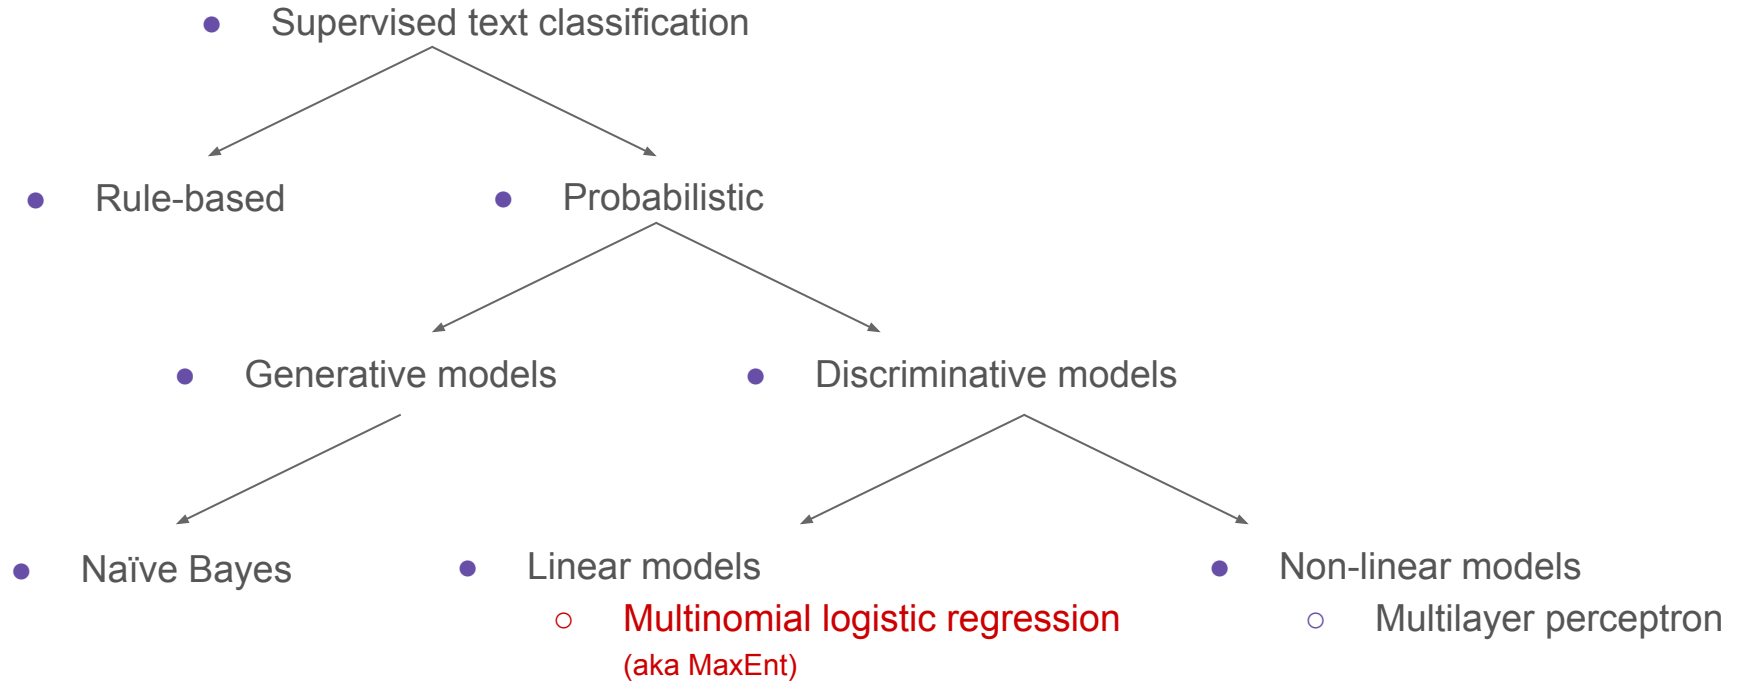 Supervised text classification
Rule-based
Probabilistic
Generative models
Discriminative models
Naïve Bayes
Linear models
Multinomial logistic regression
(aka MaxEnt)
Non-linear models
Multilayer perceptron